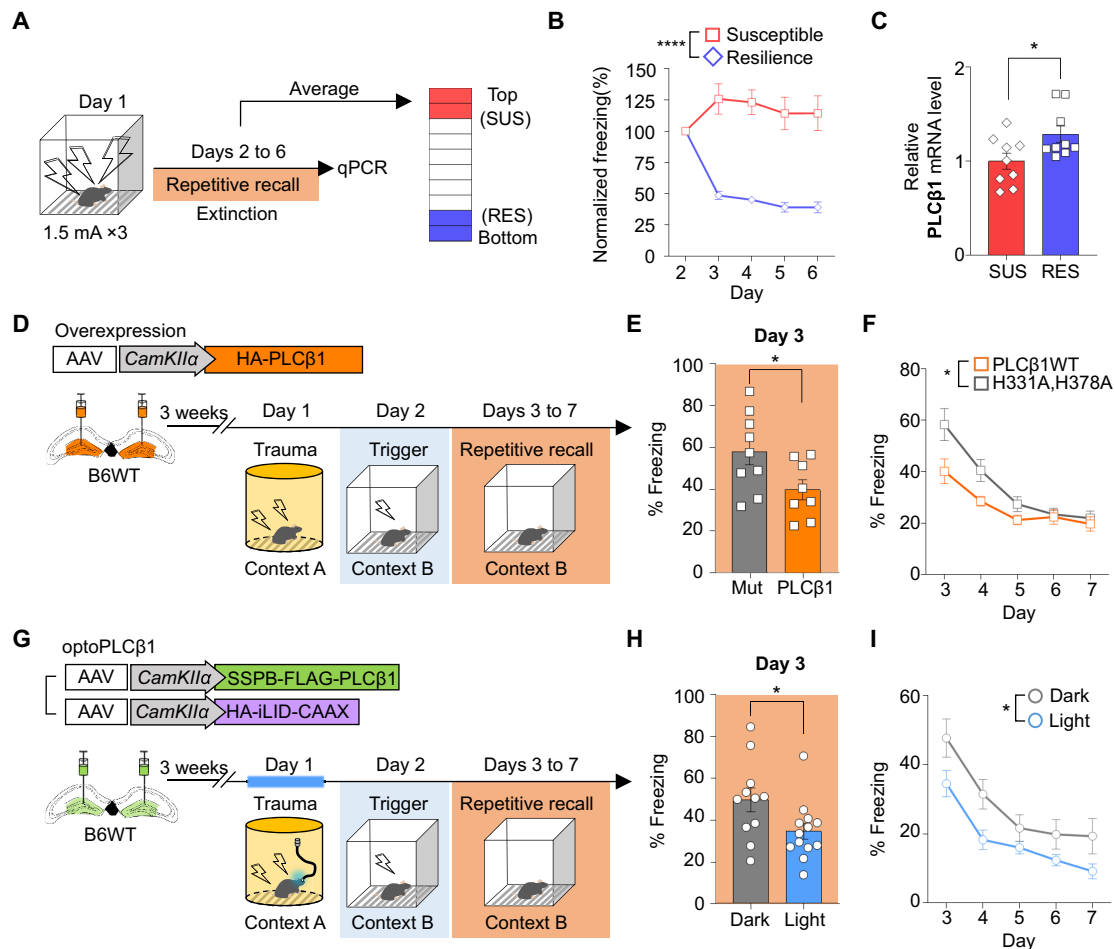 A
Day 1
1.5 mA ×3
Average
Days 2 to 6
Repetitive recall
Extinction
qPCR
Top
(SUS)
(RES)
Bottom
B
****
Susceptible
Resilience
Normalized freezing(%)
150
125
100
75
50
25
0
2
3
4
5
6
Day
C
*
Relative
PLCβ1 mRNA level
2
1
0
SUS
RES
D
Overexpression
AAV
CamKIIα
HA-PLCβ1
B6WT
3 weeks
Day 1
Day 2
Days 3 to 7
Trauma
Trigger
Repetitive recall
Context A
Context B
Context B
E
Day 3
*
% Freezing
100
80
60
40
20
0
Mut
PLCβ1
F
*
PLCβ1WT
H331A,H378A
% Freezing
80
60
40
20
0
3
4
5
6
7
Day
G
optoPLCβ1
AAV
CamKIIα
SSPB-FLAG-PLCβ1
AAV
CamKIIα
HA-iLID-CAAX
B6WT
3 weeks
Day 1
Day 2
Days 3 to 7
Trauma
Trigger
Repetitive recall
Context A
Context B
Context B
H
Day 3
*
% Freezing
100
80
60
40
20
0
Dark
Light
I
*
Dark
Light
% Freezing
60
40
20
0
3
4
5
6
7
Day